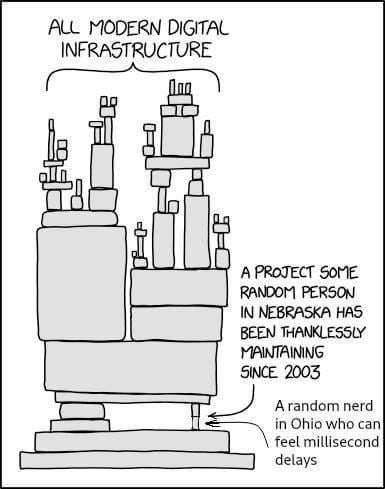 ALL MODERN DIGITAL
INFRASTRUCTURE
A PROJECT SOME
RANDOM PERSON
IN NEBRASKA HAS
BEEN THANKLESSLY
MAINTAINING
SINCE 2003
A random nerd
in Ohio who can
feel millisecond
delays